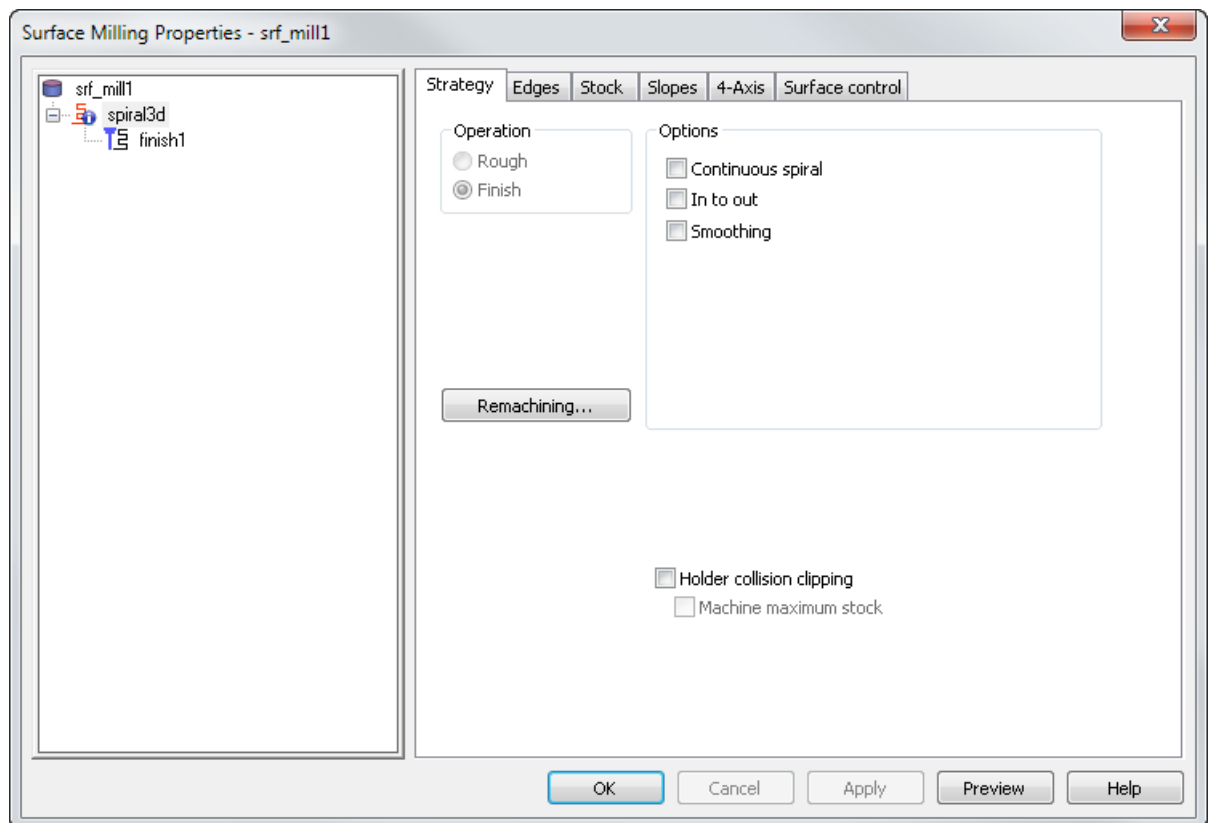 Surface Milling Properties - srf_mill1
srf_mill1
spiral3d
finish1
Strategy Edges Stock Slopes 4-Axis Surface control
Operation
Rough
Finish
Remachining...
Options
Continuous spiral
In to out
Smoothing
Holder collision clipping
Machine maximum stock
OK Cancel Apply Preview Help